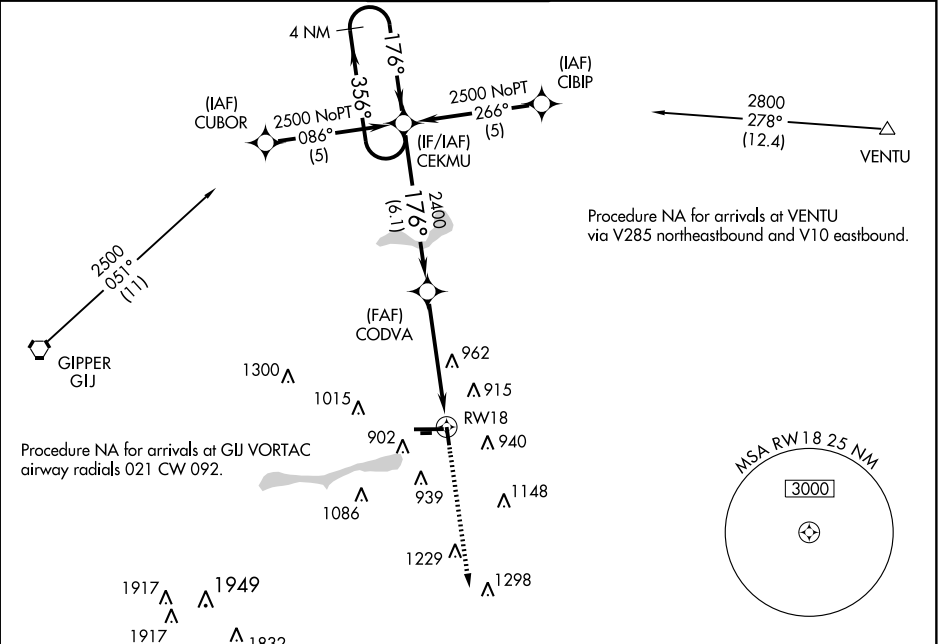 4 NM
176°
356°
(IAF)
CUBOR
2500 NoPT
086°
(5)
(IF/IAF)
CEKMU
2500 NoPT
266°
(5)
(IAF)
CIBIP
2800
278°
(12.4)
VENTU
2400
176°
(6.1)
Procedure NA for arrivals at VENTU
via V285 northeastbound and V10 eastbound.
2500
051°
(11)
GIPPER
GIJ
(FAF)
CODVA
962
1300
915
1015
RW18
902
940
Procedure NA for arrivals at GIJ VORTAC
airway radials 021 CW 092.
939
1086
1148
MSA RW18 25 NM
3000
1229
1298
1917
1949
1917
1832